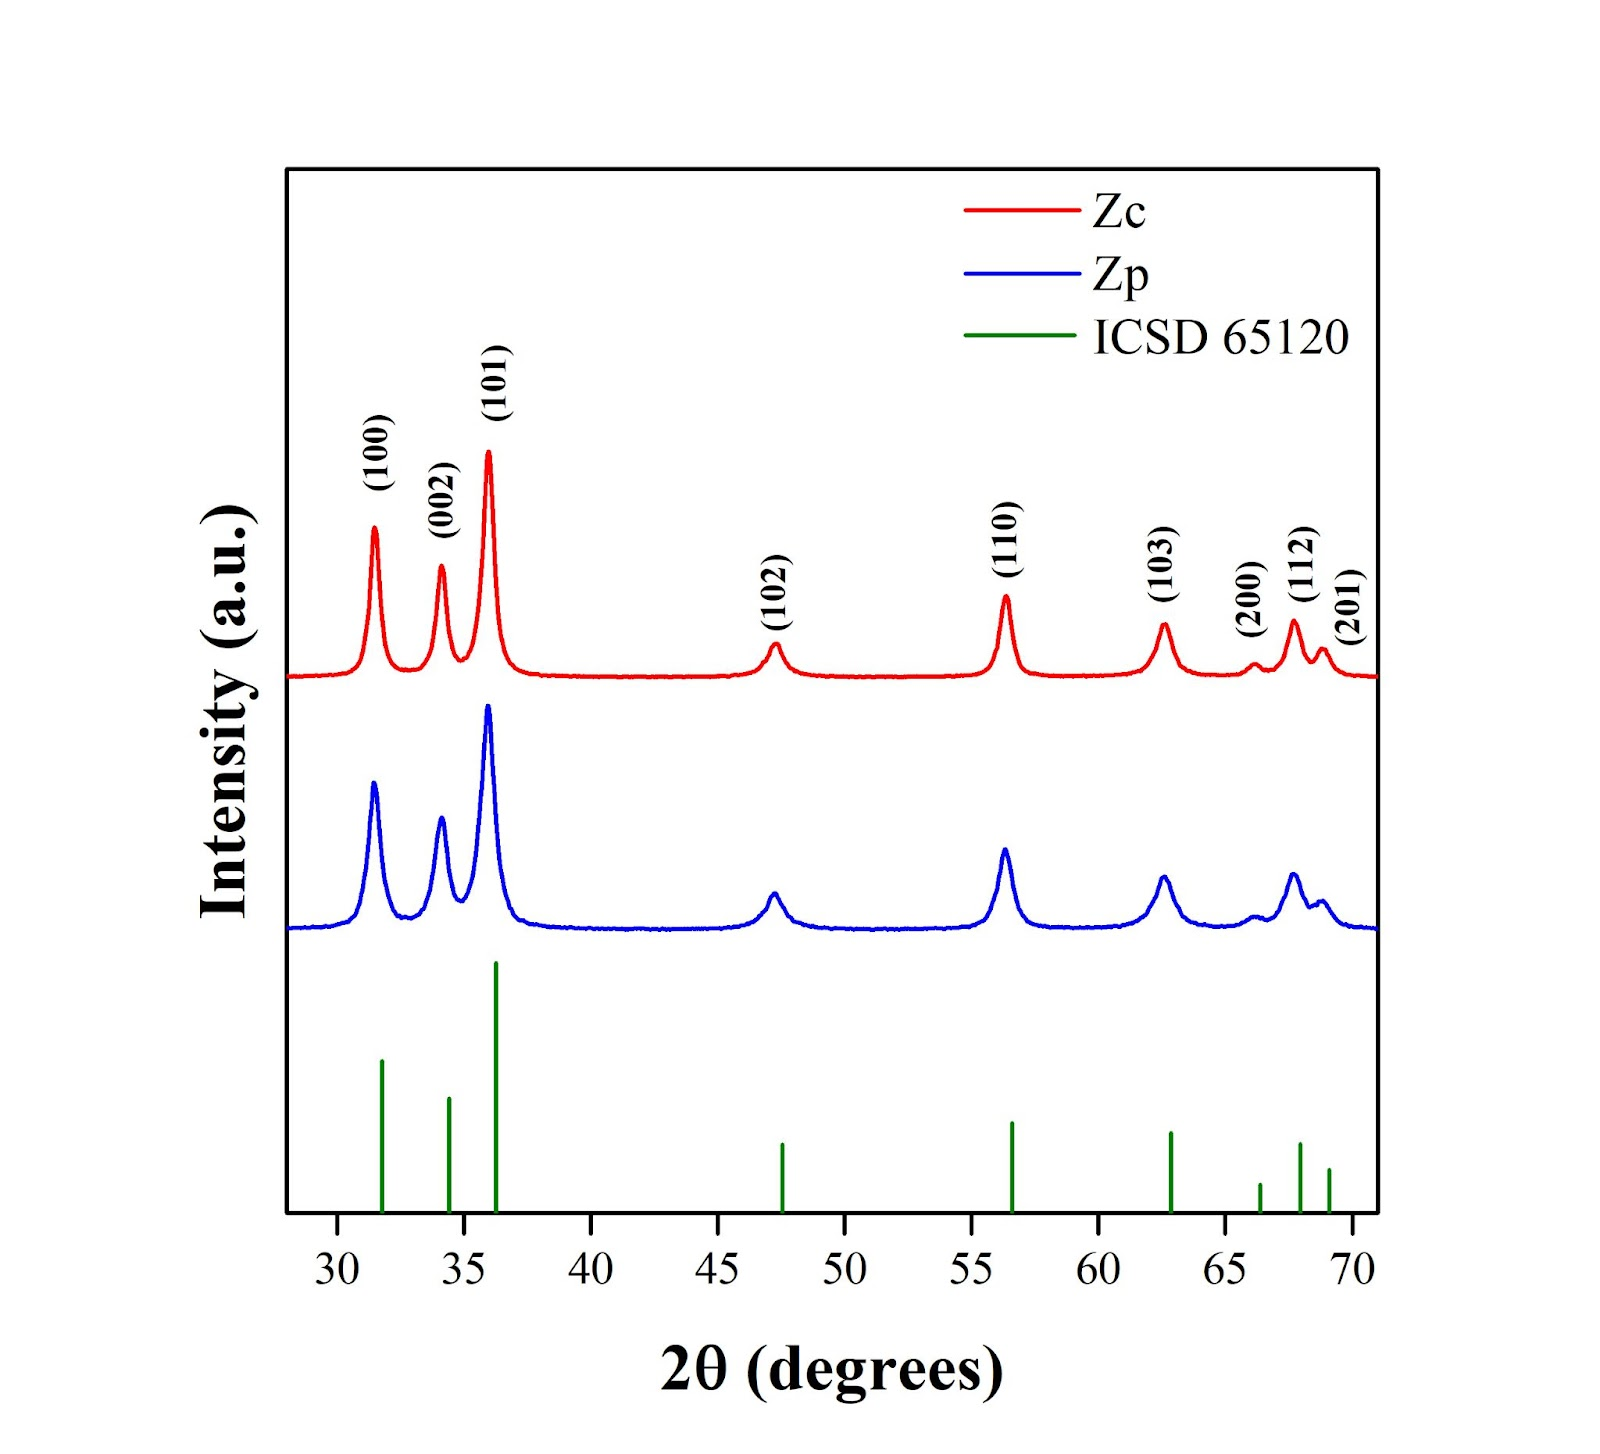 Zc
Zp
ICSD 65120
(100)
(002)
(101)
(102)
(110)
(103)
(200)
(112)
(201)
Intensity (a.u.)
30 35 40 45 50 55 60 65 70
2θ (degrees)